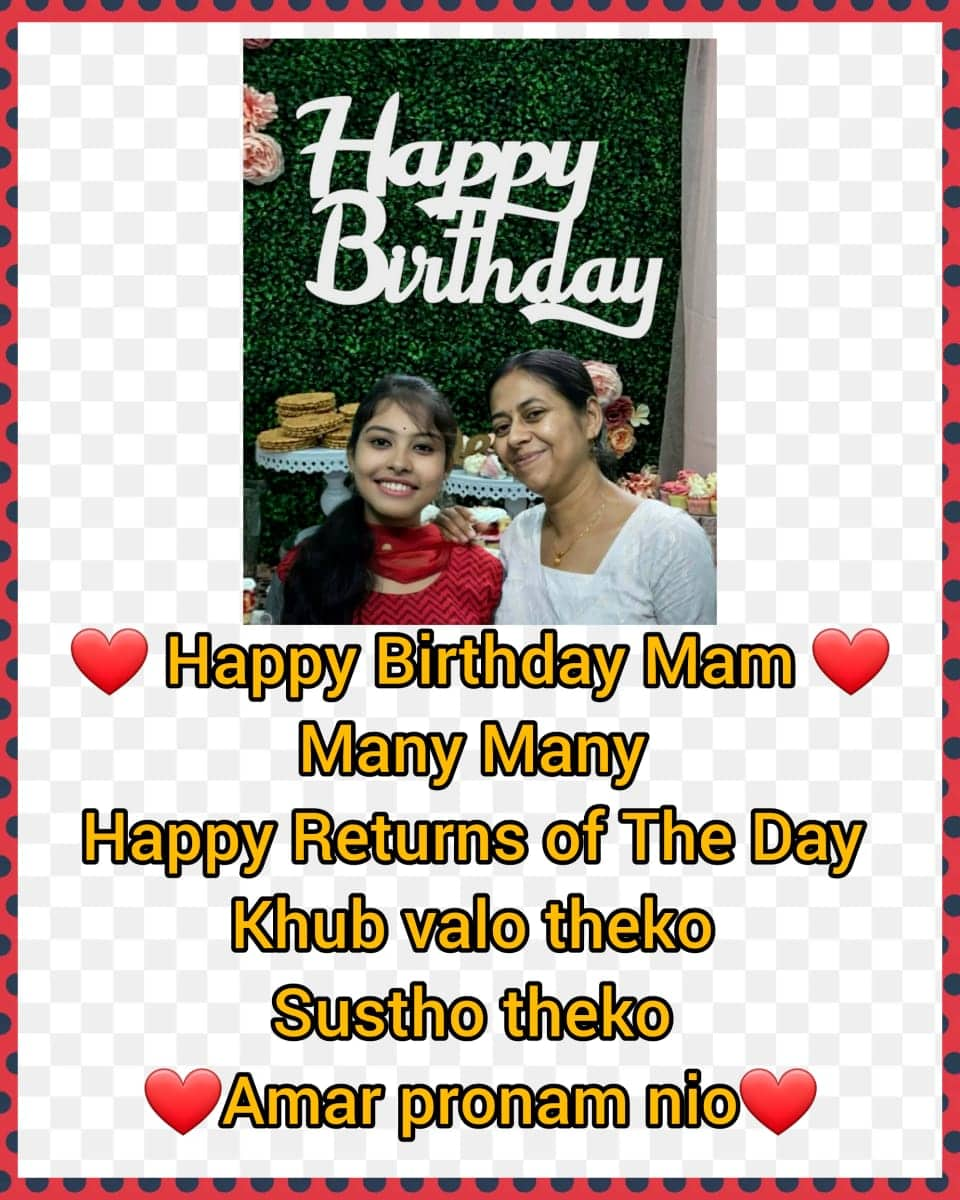 Happy
Birthday
❤️ Happy Birthday Mam ❤️
Many Many
Happy Returns of The Day
Khub valo theko
Sustho theko
❤️Amar pronam nio❤️